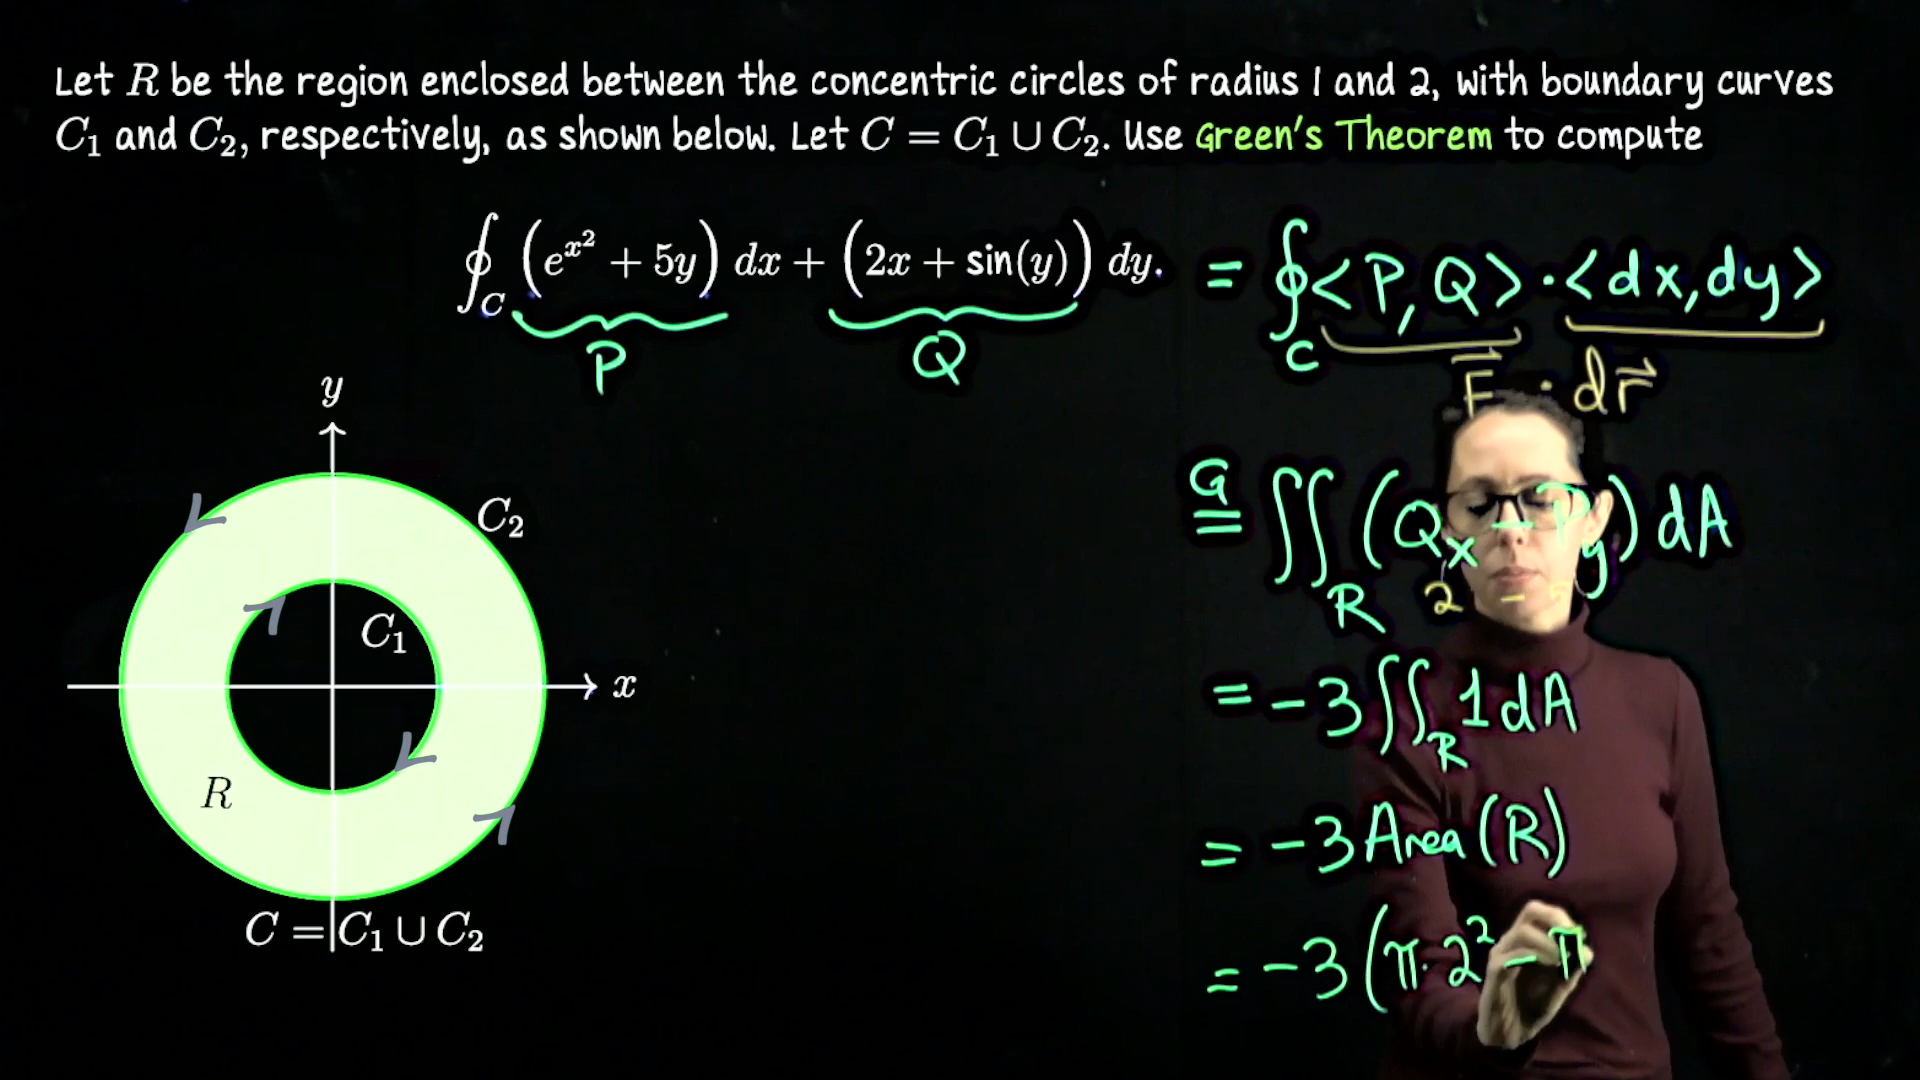 Let R be the region enclosed between the concentric circles of radius 1 and 2, with boundary curves
C₁ and C₂, respectively, as shown below. Let C = C₁ ∪ C₂. Use Green's Theorem to compute
∮_C (e^{x²} + 5y) dx + (2x + sin(y)) dy. = ∮_C <P, Q> · <dx, dy>
P Q
F⃗ · dr⃗
y
C₂
C₁
x
R
C = C₁ ∪ C₂
G
= ∬_R (Qₓ − P_y) dA
2 −
= −3 ∬_R 1 dA
= −3 Area (R)
= −3 (π · 2² − π